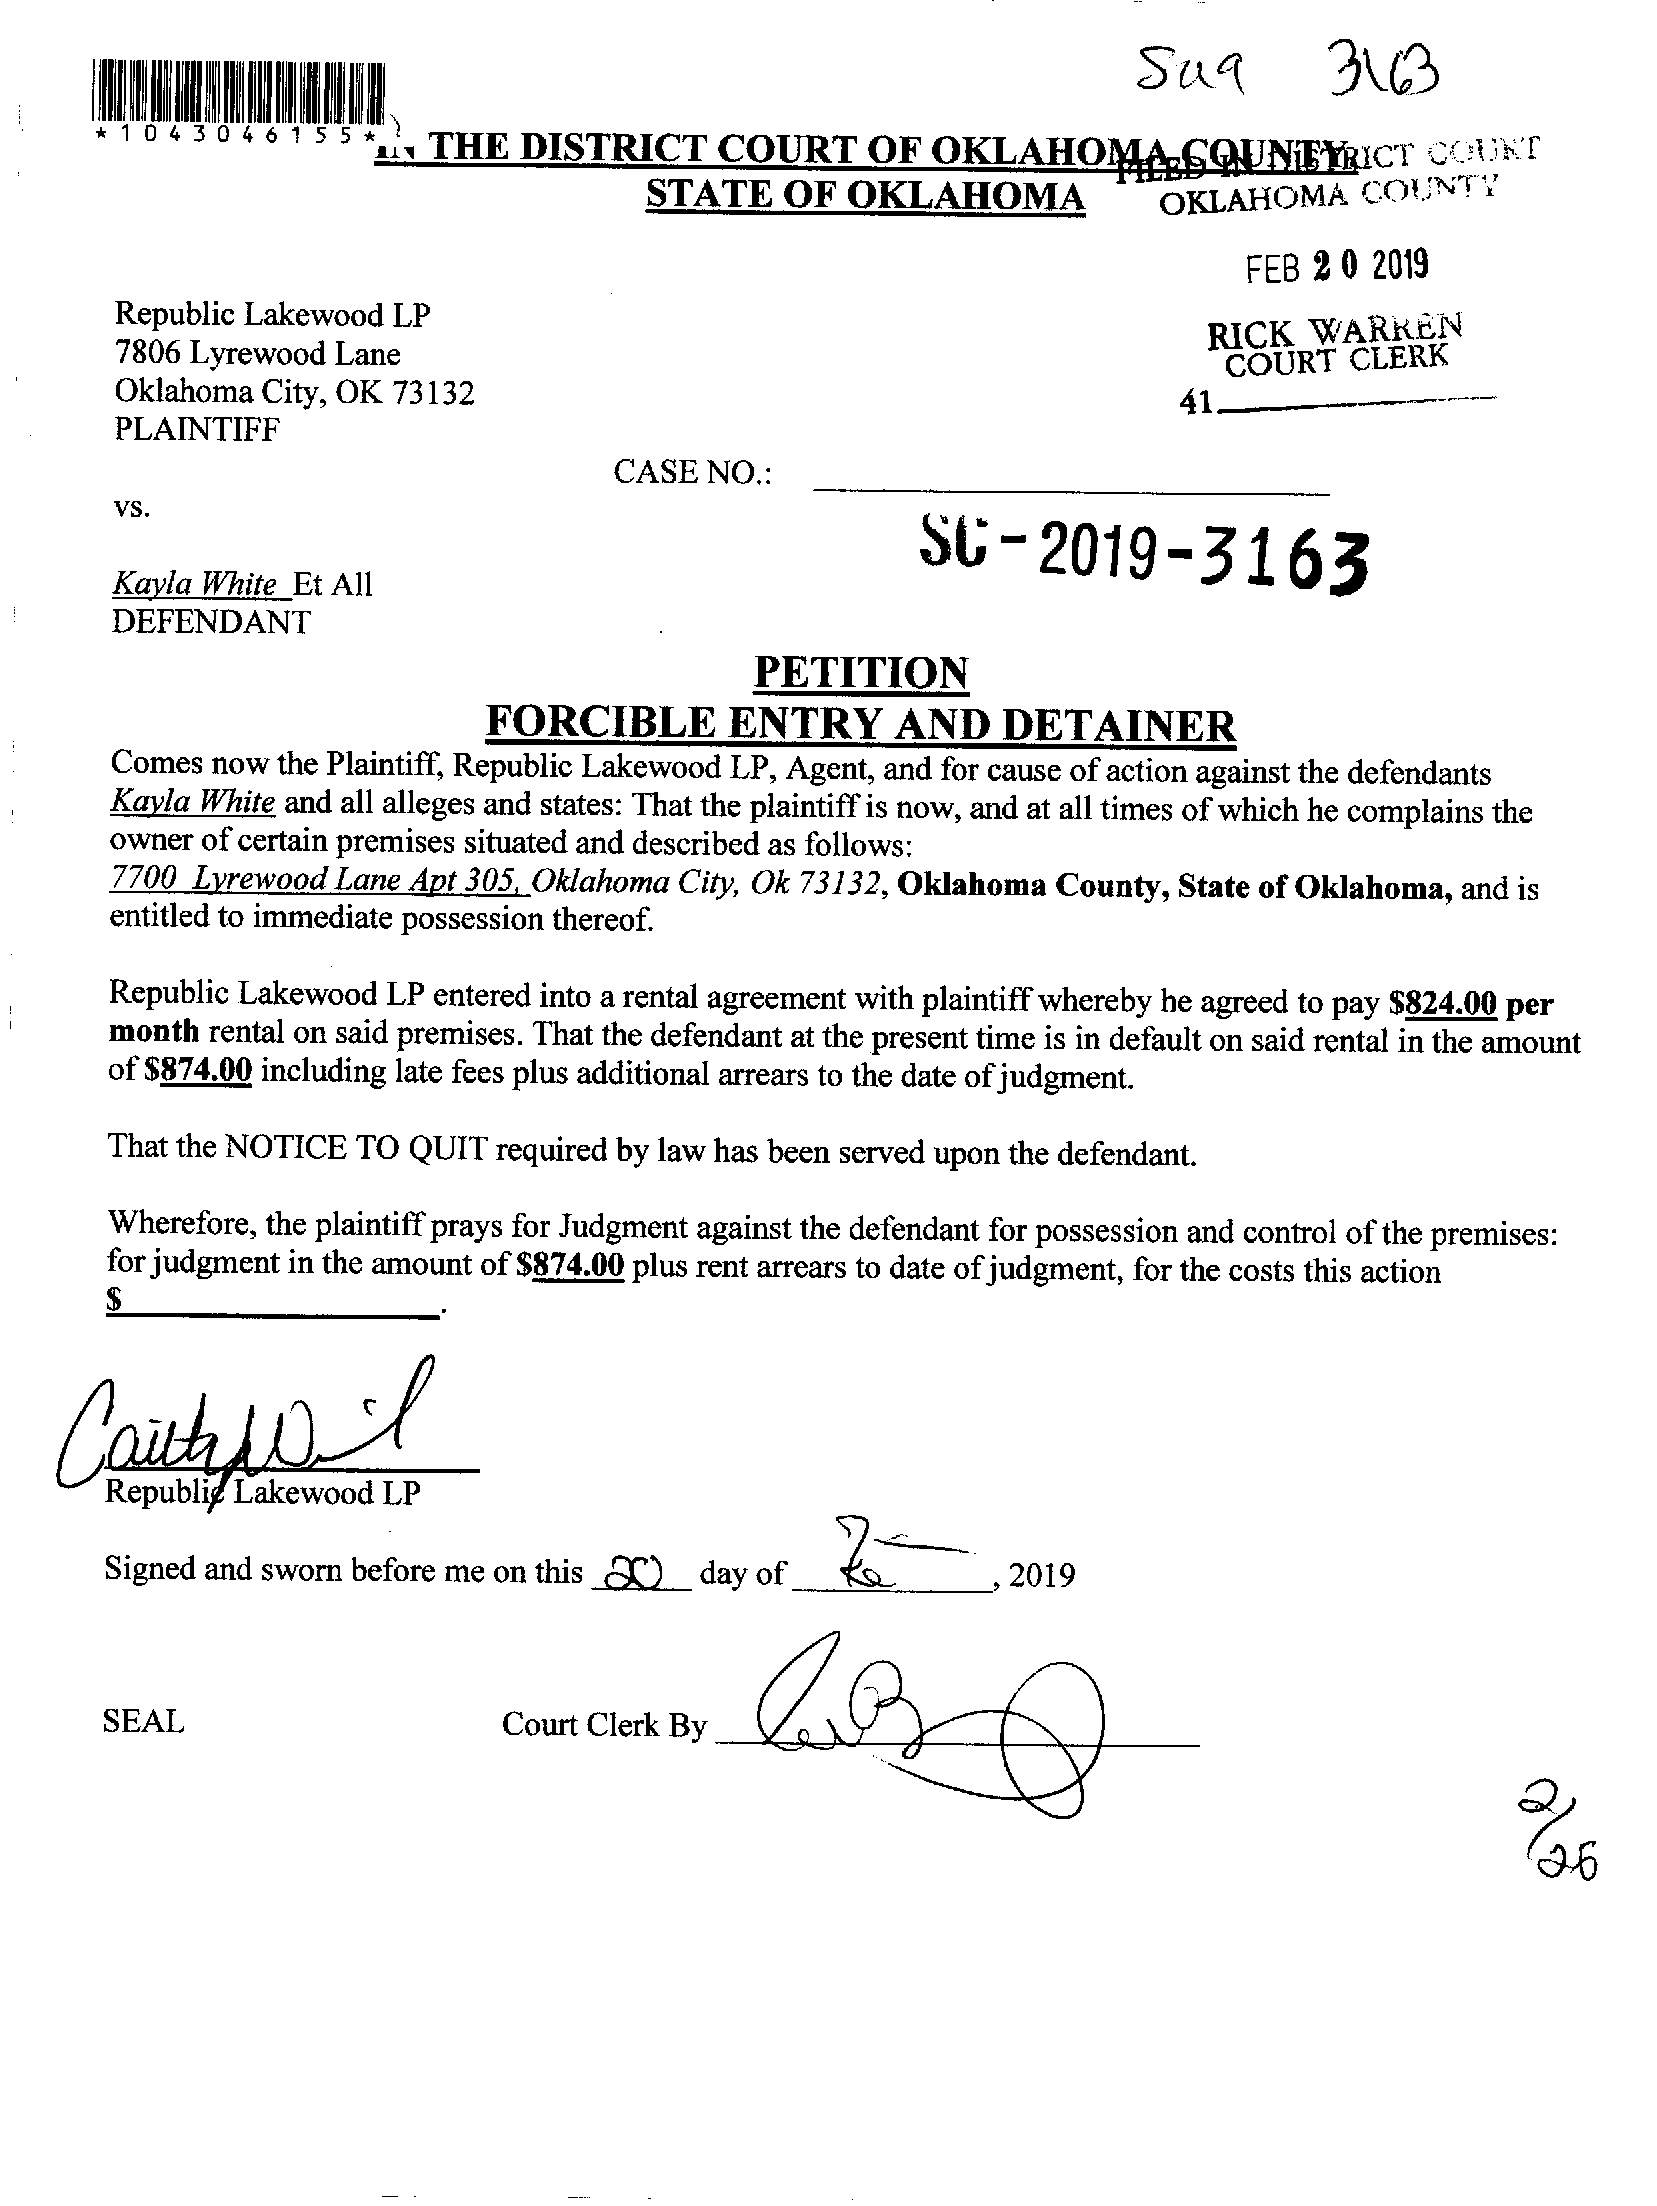 3163
*1043046155*
IN THE DISTRICT COURT OF OKLAHOMA COUNTY
STATE OF OKLAHOMA
FILED IN DISTRICT COURT
OKLAHOMA COUNTY
FEB 20 2019
RICK WARREN
COURT CLERK
41
Republic Lakewood LP
7806 Lyrewood Lane
Oklahoma City, OK 73132
PLAINTIFF
CASE NO.:
vs.
SC-2019-3163
Kayla White Et All
DEFENDANT
PETITION
FORCIBLE ENTRY AND DETAINER
Comes now the Plaintiff, Republic Lakewood LP, Agent, and for cause of action against the defendants
Kayla White and all alleges and states: That the plaintiff is now, and at all times of which he complains the
owner of certain premises situated and described as follows:
7700 Lyrewood Lane Apt 305, Oklahoma City, Ok 73132, Oklahoma County, State of Oklahoma, and is
entitled to immediate possession thereof.
Republic Lakewood LP entered into a rental agreement with plaintiff whereby he agreed to pay $824.00 per
month rental on said premises. That the defendant at the present time is in default on said rental in the amount
of $874.00 including late fees plus additional arrears to the date of judgment.
That the NOTICE TO QUIT required by law has been served upon the defendant.
Wherefore, the plaintiff prays for Judgment against the defendant for possession and control of the premises:
for judgment in the amount of $874.00 plus rent arrears to date of judgment, for the costs this action
$ .
Republic Lakewood LP
Signed and sworn before me on this 20 day of , 2019
SEAL Court Clerk By
2/26